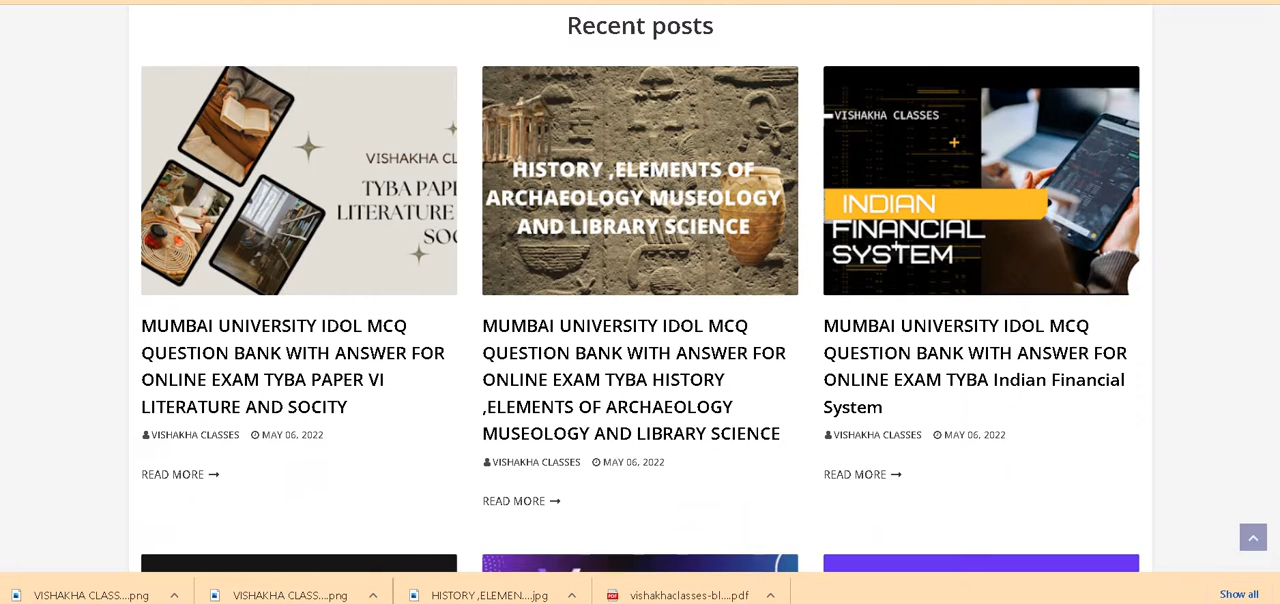 Recent posts
VISHAKHA CL
TYBA PAPE
LITERATURE
SOC
HISTORY ,ELEMENTS OF
ARCHAEOLOGY MUSEOLOGY
AND LIBRARY SCIENCE
VISHAKHA CLASSES
INDIAN
FINANCIAL
SYSTEM
MUMBAI UNIVERSITY IDOL MCQ
QUESTION BANK WITH ANSWER FOR
ONLINE EXAM TYBA PAPER VI
LITERATURE AND SOCITY
VISHAKHA CLASSES MAY 06, 2022
READ MORE
MUMBAI UNIVERSITY IDOL MCQ
QUESTION BANK WITH ANSWER FOR
ONLINE EXAM TYBA HISTORY
,ELEMENTS OF ARCHAEOLOGY
MUSEOLOGY AND LIBRARY SCIENCE
VISHAKHA CLASSES MAY 06, 2022
READ MORE
MUMBAI UNIVERSITY IDOL MCQ
QUESTION BANK WITH ANSWER FOR
ONLINE EXAM TYBA Indian Financial
System
VISHAKHA CLASSES MAY 06, 2022
READ MORE
VISHAKHA CLASS....png
VISHAKHA CLASS....png
HISTORY ,ELEMEN....jpg
vishakhaclasses-bl....pdf
Show all